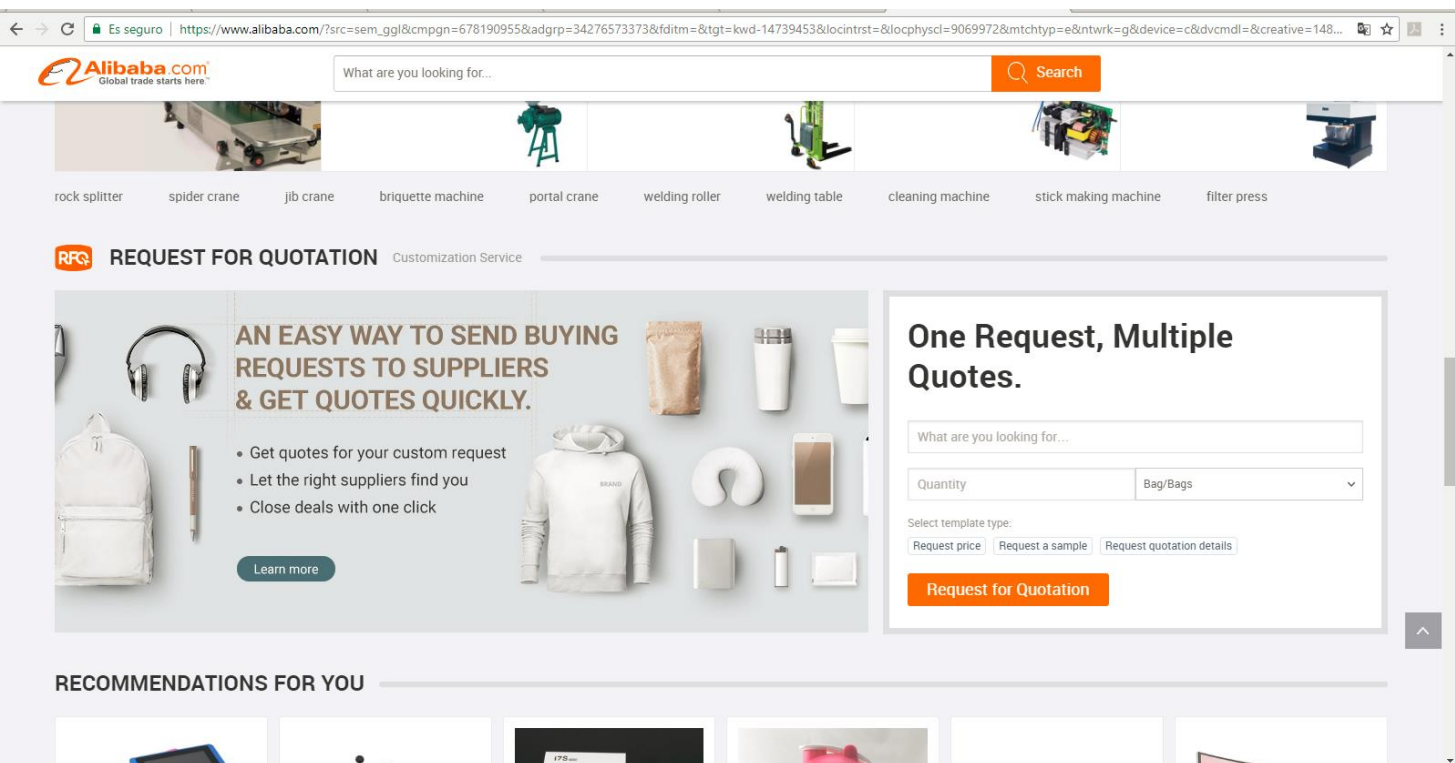 Es seguro | https://www.alibaba.com/?src=sem_ggl&cmpgn=678190955&adgrp=34276573373&fditm=&tgt=kwd-14739453&locintrst=&locphyscl=9069972&mtchtyp=e&ntwrk=g&device=c&dvcmdl=&creative=148...
Alibaba.com
Global trade starts here.™
What are you looking for...
Search
rock splitter spider crane jib crane briquette machine portal crane welding roller welding table cleaning machine stick making machine filter press
RFQ REQUEST FOR QUOTATION Customization Service
AN EASY WAY TO SEND BUYING
REQUESTS TO SUPPLIERS
& GET QUOTES QUICKLY.
• Get quotes for your custom request
• Let the right suppliers find you
• Close deals with one click
Learn more
BRAND
One Request, Multiple
Quotes.
What are you looking for...
Quantity Bag/Bags
Select template type:
Request price Request a sample Request quotation details
Request for Quotation
RECOMMENDATIONS FOR YOU
I7S